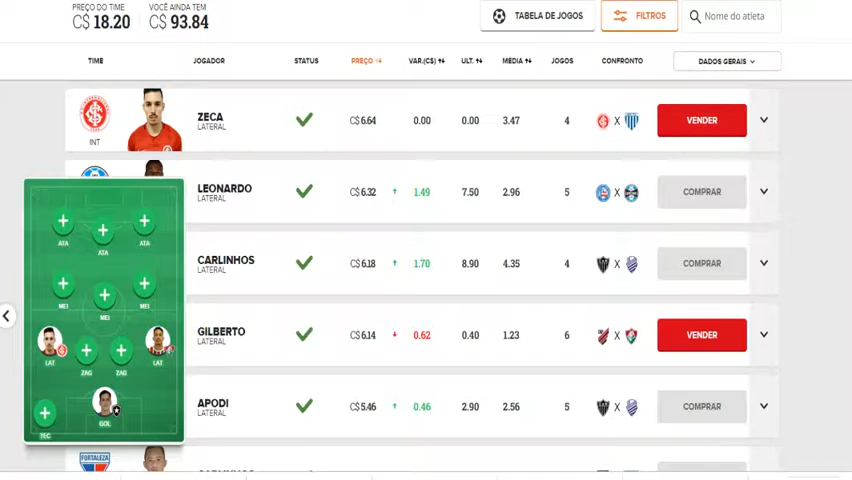 PREÇO DO TIME
C$ 18.20
VOCÊ AINDA TEM
C$ 93.84
TABELA DE JOGOS
FILTROS
Nome do atleta
TIME JOGADOR STATUS PREÇO VAR.(C$) ULT. MÉDIA JOGOS CONFRONTO DADOS GERAIS
INT
ZECA
LATERAL
C$ 6.64 0.00 0.00 3.47 4 X VENDER
LEONARDO
LATERAL
C$ 6.32 1.49 7.50 2.96 5 X COMPRAR
CARLINHOS
LATERAL
C$ 6.18 1.70 8.90 4.35 4 X COMPRAR
GILBERTO
LATERAL
C$ 6.14 0.62 0.40 1.23 6 X VENDER
APODI
LATERAL
C$ 5.46 0.46 2.90 2.56 5 X COMPRAR
FORTALEZA
ATA ATA ATA
MEI MEI MEI
LAT ZAG ZAG LAT
TEC GOL